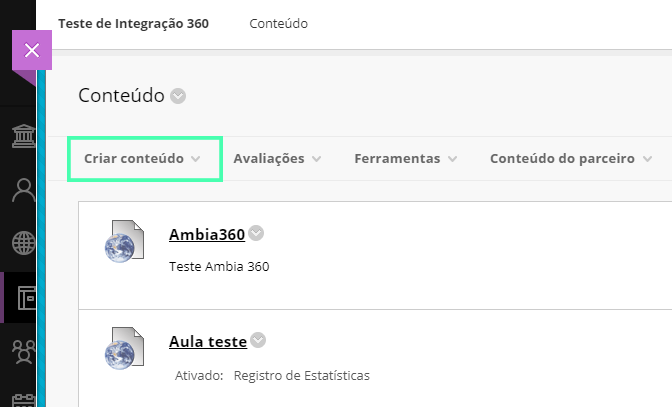 Teste de Integração 360 Conteúdo
Conteúdo
Criar conteúdo Avaliações Ferramentas Conteúdo do parceiro
Ambia360
Teste Ambia 360
Aula teste
Ativado: Registro de Estatísticas